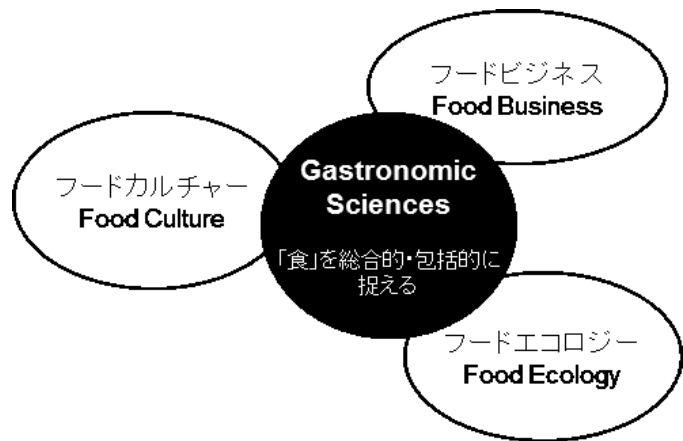 フードビジネス
Food Business
フードカルチャー
Food Culture
Gastronomic
Sciences
「食」を総合的・包括的に
捉える
フードエコロジー
Food Ecology